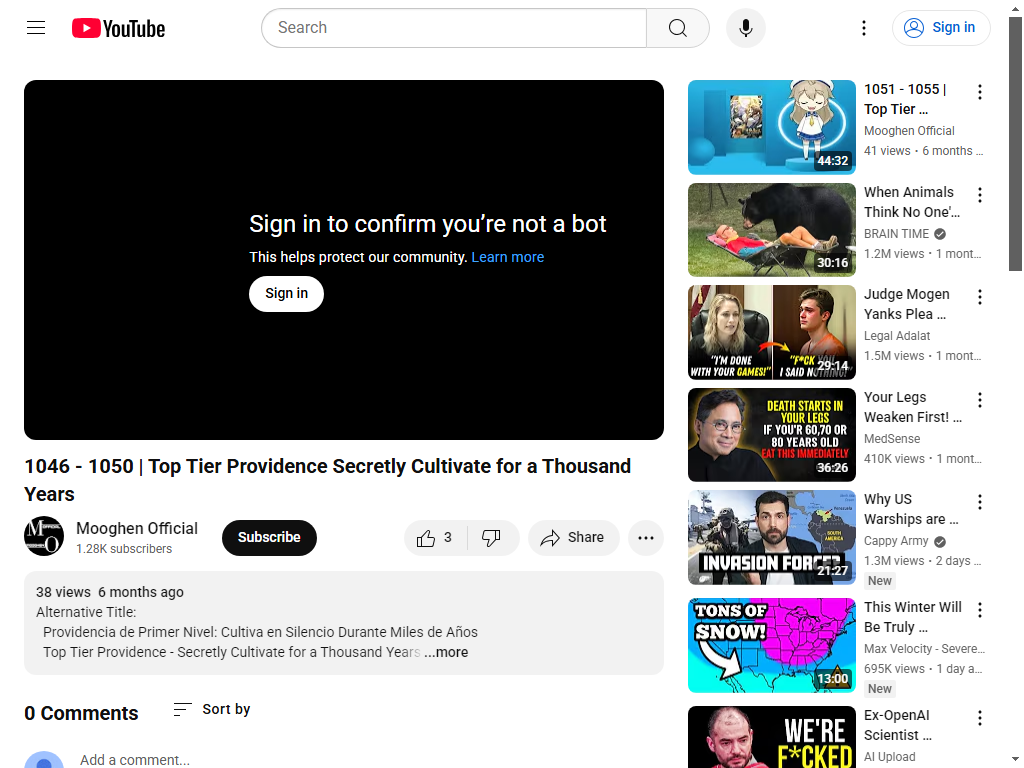 YouTube
Search
Sign in
Sign in to confirm you're not a bot
This helps protect our community. Learn more
Sign in
1046 - 1050 | Top Tier Providence Secretly Cultivate for a Thousand
Years
Mooghen Official
1.28K subscribers
Subscribe
3
Share
38 views 6 months ago
Alternative Title:
Providencia de Primer Nivel: Cultiva en Silencio Durante Miles de Años
Top Tier Providence - Secretly Cultivate for a Thousand Years ...more
0 Comments
Sort by
Add a comment...
44:32
1051 - 1055 |
Top Tier ...
Mooghen Official
41 views • 6 months ...
30:16
When Animals
Think No One'...
BRAIN TIME
1.2M views • 1 mont...
"I'M DONE
WITH YOUR GAMES!"
"F*CK YOU
I SAID NOTHING!"
29:14
Judge Mogen
Yanks Plea ...
Legal Adalat
1.5M views • 1 mont...
DEATH STARTS IN
YOUR LEGS
IF YOU'R 60,70 OR
80 YEARS OLD
EAT THIS IMMEDIATELY
36:26
Your Legs
Weaken First! ...
MedSense
410K views • 1 mont...
Venezuela
SOUTH
AMERICA
INVASION FORCE?
21:27
Why US
Warships are ...
Cappy Army
1.3M views • 2 days ...
New
TONS OF
SNOW!
13:00
This Winter Will
Be Truly ...
Max Velocity - Severe...
695K views • 1 day a...
New
WE'RE
F*CKED
Ex-OpenAI
Scientist ...
AI Upload